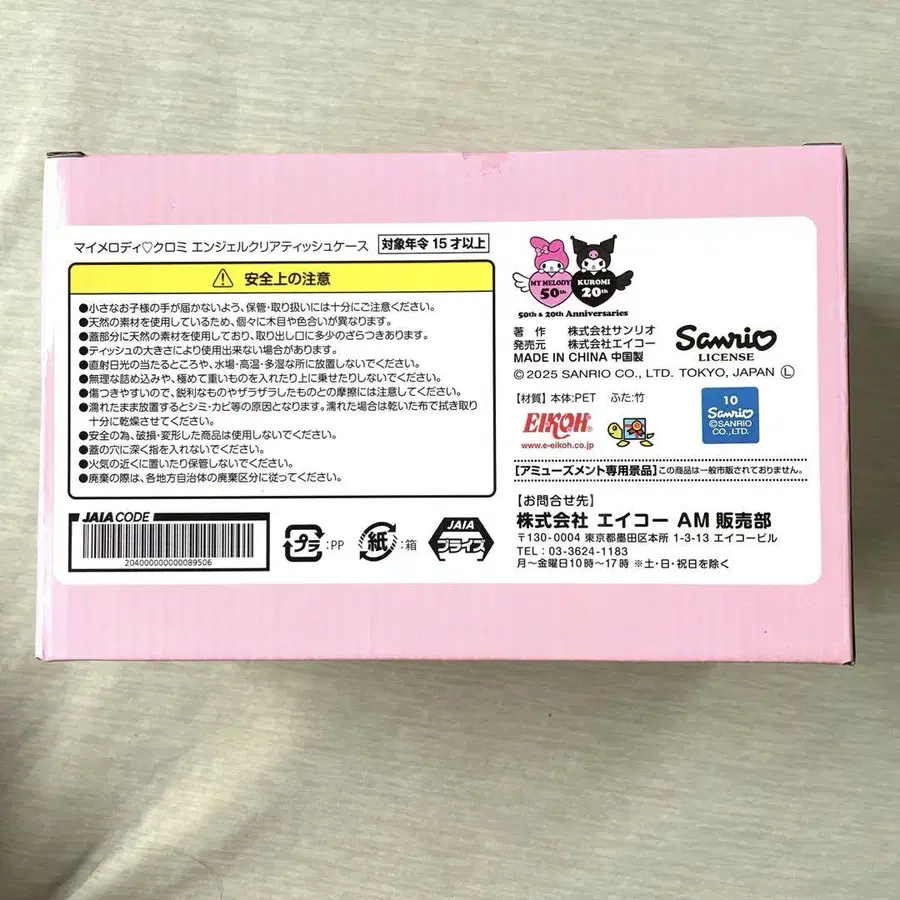 マイメロディ♡クロミ エンジェルクリアティッシュケース 対象年令 15才以上
安全上の注意
●小さなお子様の手が届かないよう、保管・取り扱いには十分にご注意ください。
●天然の素材を使用しているため、個々に木目や色合いが異なります。
●蓋部分に天然の素材を使用しており、取り出し口に多少のざらつきあります。
●ティッシュの大きさにより使用出来ない場合があります。
●直射日光の当たるところや、水場・高温・多湿な所に放置しないでください。
●無理な詰め込みや、極めて重いものを入れたり上に乗せたりしないでください。
●傷つきやすいので、鋭利なものやザラザラしたものとの摩擦には注意してください。
●濡れたまま放置するとシミ・カビ等の原因となります。濡れた場合は乾いた布で拭き取り
十分に乾燥させてください。
●安全の為、破損・変形した商品は使用しないでください。
●蓋の穴に深く指を入れないでください。
●火気の近くに置いたり保管しないでください。
●廃棄の際は、各地方自治体の廃棄区分に従ってください。
JAIA CODE
204000000000089506
プラ :PP
紙 :箱
JAIA
プライズ
MY MELODY
50th
KUROMI
20th
50th & 20th Anniversaries
著 作 株式会社サンリオ
発売元 株式会社エイコー
MADE IN CHINA 中国製
Sanrio
LICENSE
©2025 SANRIO CO., LTD. TOKYO, JAPAN Ⓛ
【材質】本体:PET ふた:竹
EIKOH
www.e-eikoh.co.jp
10
Sanrio
©SANRIO
CO., LTD.
【アミューズメント専用景品】この商品は一般市販されておりません。
【お問合せ先】
株式会社 エイコー AM 販売部
〒130-0004 東京都墨田区本所 1-3-13 エイコービル
TEL : 03-3624-1183
月~金曜日10時~17時 ※土・日・祝日を除く